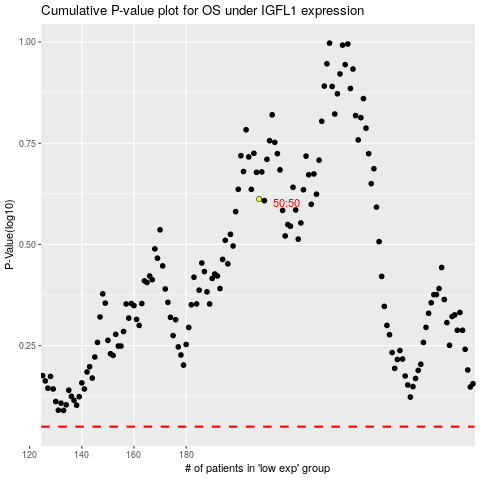 Cumulative P-value plot for OS under IGFL1 expression
P-Value(log10)
1.00
0.75
0.50
0.25
50:50
120 140 160 180
# of patients in 'low exp' group